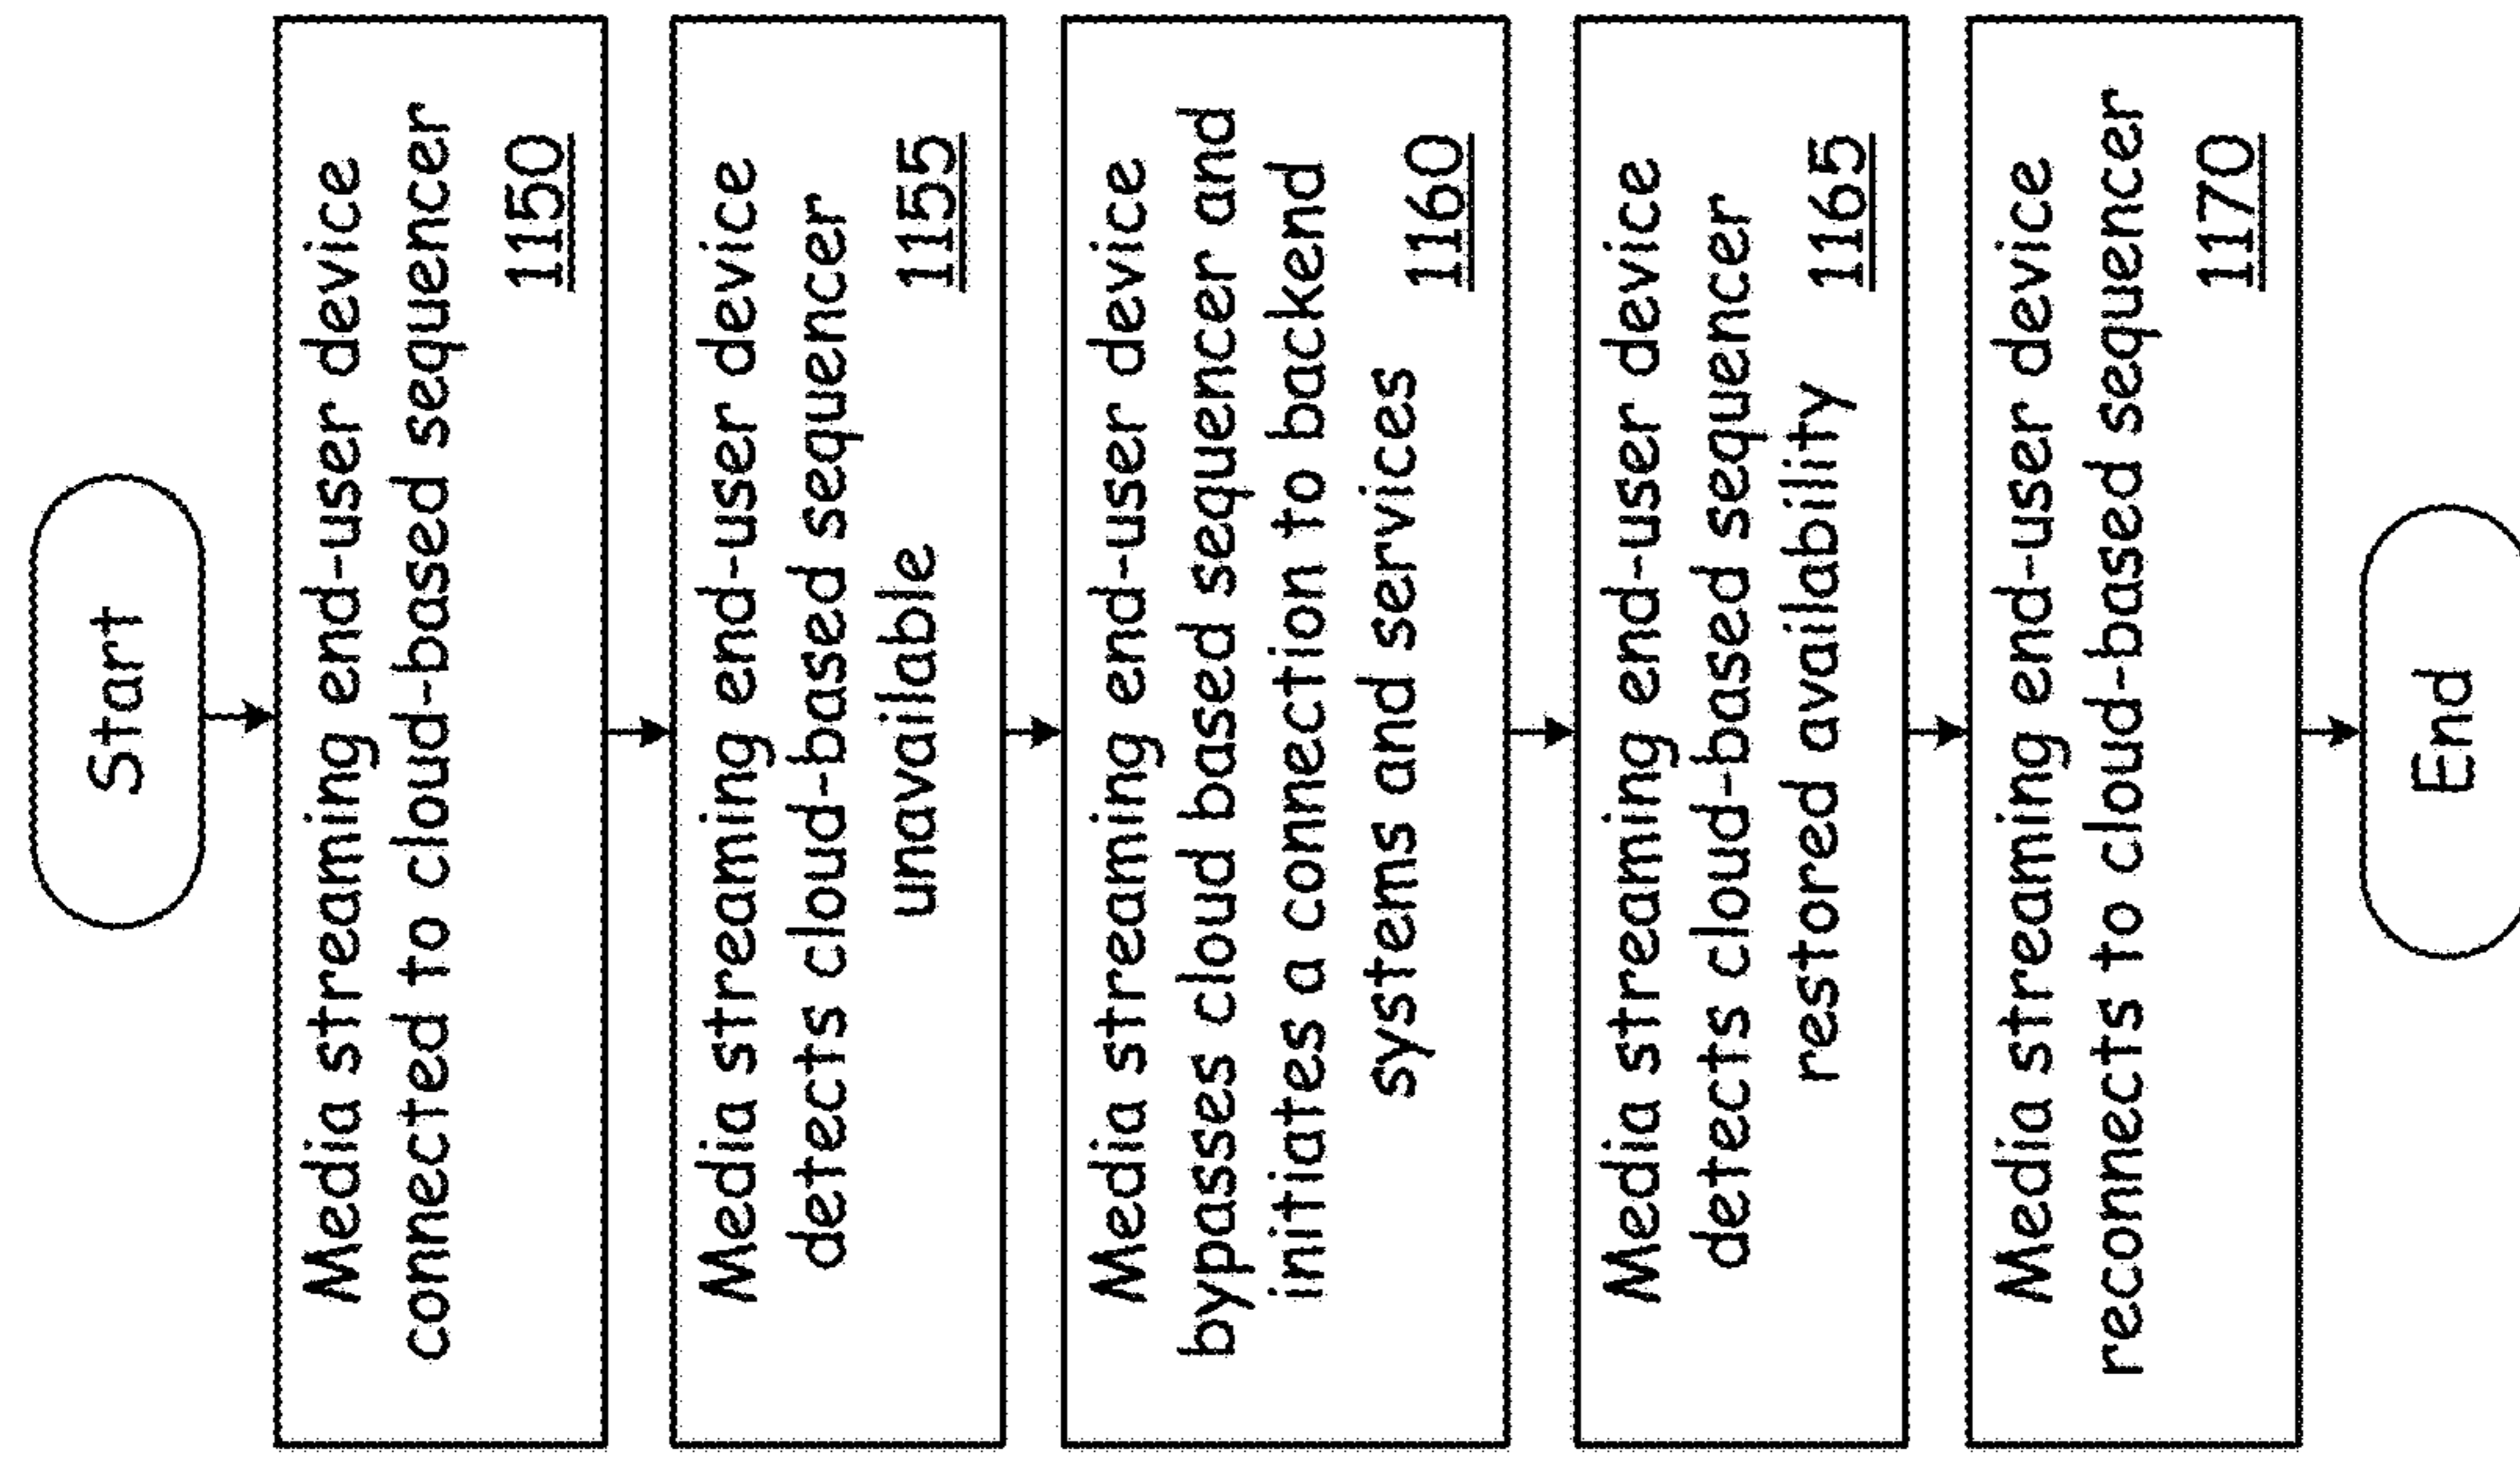 Start
Media streaming end-user device
connected to cloud-based sequencer
1150
Media streaming end-user device
detects cloud-based sequencer
unavailable
1155
Media streaming end-user device
bypasses cloud based sequencer and
initiates a connection to backend
systems and services
1160
Media streaming end-user device
detects cloud-based sequencer
restored availability
1165
Media streaming end-user device
reconnects to cloud-based sequencer
1170
End